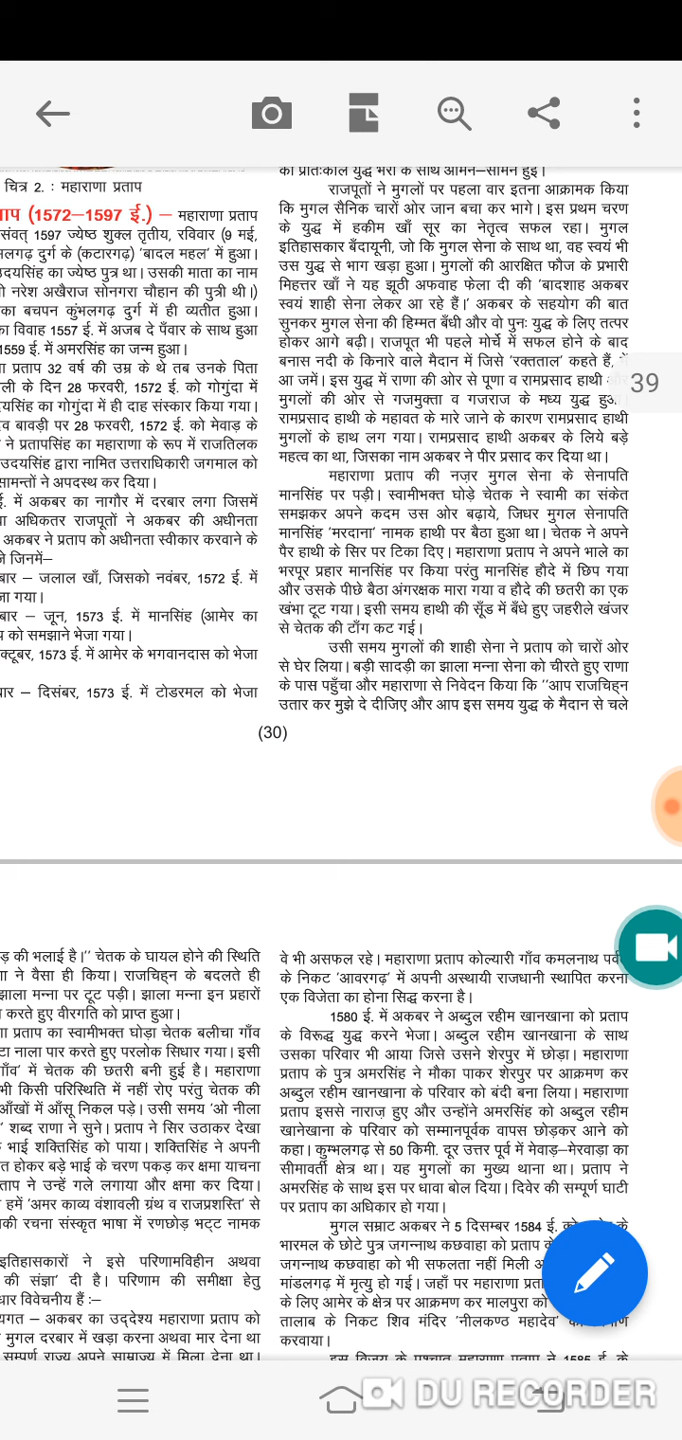 चित्र 2. : महाराणा प्रताप
ताप (1572–1597 ई.) – महाराणा प्रताप
संवत् 1597 ज्येष्ठ शुक्ल तृतीय, रविवार (9 मई,
भलगढ़ दुर्ग के (कटारगढ़) 'बादल महल' में हुआ।
उदयसिंह का ज्येष्ठ पुत्र था। उसकी माता का नाम
नरेश अखैराज सोनगरा चौहान की पुत्री थी।)
का बचपन कुंभलगढ़ दुर्ग में ही व्यतीत हुआ।
का विवाह 1557 ई. में अजब दे पँवार के साथ हुआ
1559 ई. में अमरसिंह का जन्म हुआ।
प्रताप 32 वर्ष की उम्र के थे तब उनके पिता
ली के दिन 28 फरवरी, 1572 ई. को गोगुंदा में
यसिंह का गोगुंदा में ही दाह संस्कार किया गया।
व बावड़ी पर 28 फरवरी, 1572 ई. को मेवाड़ के
ने प्रतापसिंह का महाराणा के रूप में राजतिलक
उदयसिंह द्वारा नामित उत्तराधिकारी जगमाल को
सामन्तों ने अपदस्थ कर दिया।
ई. में अकबर का नागौर में दरबार लगा जिसमें
अधिकतर राजपूतों ने अकबर की अधीनता
अकबर ने प्रताप को अधीनता स्वीकार करवाने के
जे जिनमें–
बार – जलाल खाँ, जिसको नवंबर, 1572 ई. में
जा गया।
बार – जून, 1573 ई. में मानसिंह (आमेर का
को समझाने भेजा गया।
क्टूबर, 1573 ई. में आमेर के भगवानदास को भेजा
बार – दिसंबर, 1573 ई. में टोडरमल को भेजा
को प्रातःकाल युद्ध भेरी के साथ आमने–सामने हुई।
राजपूतों ने मुगलों पर पहला वार इतना आक्रामक किया
कि मुगल सैनिक चारों ओर जान बचा कर भागे। इस प्रथम चरण
के युद्ध में हकीम खाँ सूर का नेतृत्व सफल रहा। मुगल
इतिहासकार बँदायूनी, जो कि मुगल सेना के साथ था, वह स्वयं भी
उस युद्ध से भाग खड़ा हुआ। मुगलों की आरक्षित फौज के प्रभारी
मिहत्तर खाँ ने यह झूठी अफवाह फेला दी की 'बादशाह अकबर
स्वयं शाही सेना लेकर आ रहे हैं।' अकबर के सहयोग की बात
सुनकर मुगल सेना की हिम्मत बँधी और वो पुनः युद्ध के लिए तत्पर
होकर आगे बढ़ी। राजपूत भी पहले मोर्चे में सफल होने के बाद
बनास नदी के किनारे वाले मैदान में जिसे 'रक्तताल' कहते हैं, में
आ जमें। इस युद्ध में राणा की ओर से पूणा व रामप्रसाद हाथी और
मुगलों की ओर से गजमुक्ता व गजराज के मध्य युद्ध हुआ।
रामप्रसाद हाथी के महावत के मारे जाने के कारण रामप्रसाद हाथी
मुगलों के हाथ लग गया। रामप्रसाद हाथी अकबर के लिये बड़े
महत्व का था, जिसका नाम अकबर ने पीर प्रसाद कर दिया था।
महाराणा प्रताप की नज़र मुगल सेना के सेनापति
मानसिंह पर पड़ी। स्वामीभक्त घोड़े चेतक ने स्वामी का संकेत
समझकर अपने कदम उस ओर बढ़ाये, जिधर मुगल सेनापति
मानसिंह 'मरदाना' नामक हाथी पर बैठा हुआ था। चेतक ने अपने
पैर हाथी के सिर पर टिका दिए। महाराणा प्रताप ने अपने भाले का
भरपूर प्रहार मानसिंह पर किया परंतु मानसिंह हौदे में छिप गया
और उसके पीछे बैठा अंगरक्षक मारा गया व हौदे की छतरी का एक
खंभा टूट गया। इसी समय हाथी की सूँड में बँधे हुए जहरीले खंजर
से चेतक की टाँग कट गई।
उसी समय मुगलों की शाही सेना ने प्रताप को चारों ओर
से घेर लिया। बड़ी सादड़ी का झाला मन्ना सेना को चीरते हुए राणा
के पास पहुँचा और महाराणा से निवेदन किया कि ''आप राजचिह्न
उतार कर मुझे दे दीजिए और आप इस समय युद्ध के मैदान से चले
39
(30)
ड़ की भलाई है।'' चेतक के घायल होने की स्थिति
णा ने वैसा ही किया। राजचिह्न के बदलते ही
झाला मन्ना पर टूट पड़ी। झाला मन्ना इन प्रहारों
करते हुए वीरगति को प्राप्त हुआ।
णा प्रताप का स्वामीभक्त घोड़ा चेतक बलीचा गाँव
टा नाला पार करते हुए परलोक सिधार गया। इसी
गाँव' में चेतक की छतरी बनी हुई है। महाराणा
भी किसी परिस्थिति में नहीं रोए परंतु चेतक की
आँखों में आँसू निकल पड़े। उसी समय 'ओ नीला
' शब्द राणा ने सुने। प्रताप ने सिर उठाकर देखा
भाई शक्तिसिंह को पाया। शक्तिसिंह ने अपनी
त होकर बड़े भाई के चरण पकड़ कर क्षमा याचना
ताप ने उन्हें गले लगाया और क्षमा कर दिया।
हमें 'अमर काव्य वंशावली ग्रंथ व राजप्रशस्ति' से
की रचना संस्कृत भाषा में रणछोड़ भट्ट नामक
इतिहासकारों ने इसे परिणामविहीन अथवा
की संज्ञा' दी है। परिणाम की समीक्षा हेतु
धार विवेचनीय हैं :–
यगत – अकबर का उद्देश्य महाराणा प्रताप को
मुगल दरबार में खड़ा करना अथवा मार देना था
सम्पूर्ण राज्य अपने साम्राज्य में मिला देना था।
वे भी असफल रहे। महाराणा प्रताप कोल्यारी गाँव कमलनाथ पर्वत
के निकट 'आवरगढ़' में अपनी अस्थायी राजधानी स्थापित करना
एक विजेता का होना सिद्ध करना है।
1580 ई. में अकबर ने अब्दुल रहीम खानखाना को प्रताप
के विरूद्ध युद्ध करने भेजा। अब्दुल रहीम खानखाना के साथ
उसका परिवार भी आया जिसे उसने शेरपुर में छोड़ा। महाराणा
प्रताप के पुत्र अमरसिंह ने मौका पाकर शेरपुर पर आक्रमण कर
अब्दुल रहीम खानखाना के परिवार को बंदी बना लिया। महाराणा
प्रताप इससे नाराज़ हुए और उन्होंने अमरसिंह को अब्दुल रहीम
खानेखाना के परिवार को सम्मानपूर्वक वापस छोड़कर आने को
कहा। कुम्भलगढ़ से 50 किमी. दूर उत्तर पूर्व में मेवाड़–मेरवाड़ा का
सीमावर्ती क्षेत्र था। यह मुगलों का मुख्य थाना था। प्रताप ने
अमरसिंह के साथ इस पर धावा बोल दिया। दिवेर की सम्पूर्ण घाटी
पर प्रताप का अधिकार हो गया।
मुगल सम्राट अकबर ने 5 दिसम्बर 1584 ई. को के
भारमल के छोटे पुत्र जगन्नाथ कछवाहा को प्रताप के
जगन्नाथ कछवाहा को भी सफलता नहीं मिली
मांडलगढ़ में मृत्यु हो गई। जहाँ पर महाराणा
के लिए आमेर के क्षेत्र पर आक्रमण कर मालपुरा को
तालाब के निकट शिव मंदिर 'नीलकण्ठ महादेव'
करवाया।
इस विजय के पश्चात महाराणा प्रताप ने 1585 ई. के
DU RECORDER